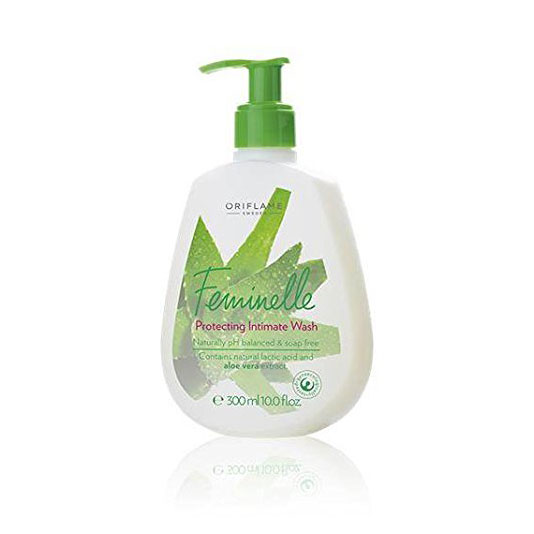 ORIFLAME
SWEDEN
Feminelle
Protecting Intimate Wash
Naturally pH balanced & soap free
Contains natural lactic acid and
aloe vera extract.
℮ 300 ml 10.0 fl.oz.